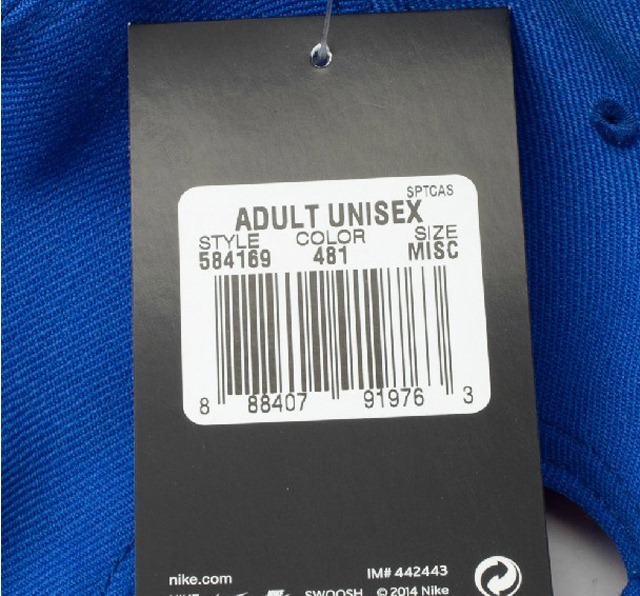 SPTCAS
ADULT UNISEX
STYLE COLOR SIZE
584169 481 MISC
8 88407 91976 3
nike.com IM# 442443
SWOOSH © 2014 Nike